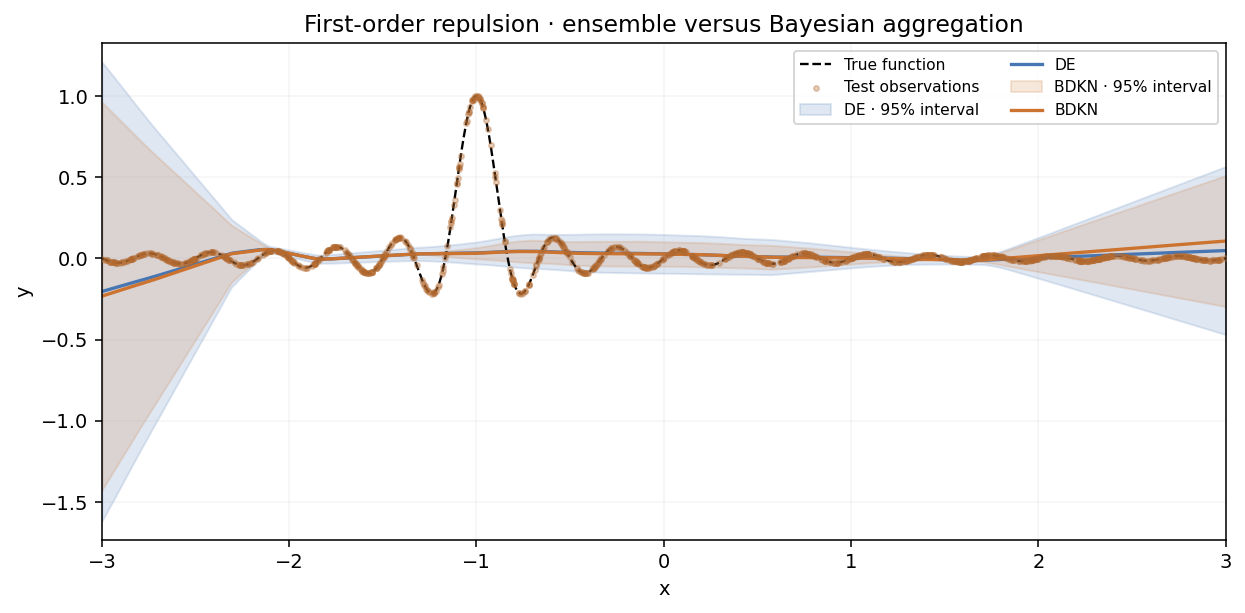 First-order repulsion · ensemble versus Bayesian aggregation
True function
Test observations
DE · 95% interval
DE
BDKN · 95% interval
BDKN
y
1.0
0.5
0.0
−0.5
−1.0
−1.5
−3
−2
−1
0
1
2
3
x